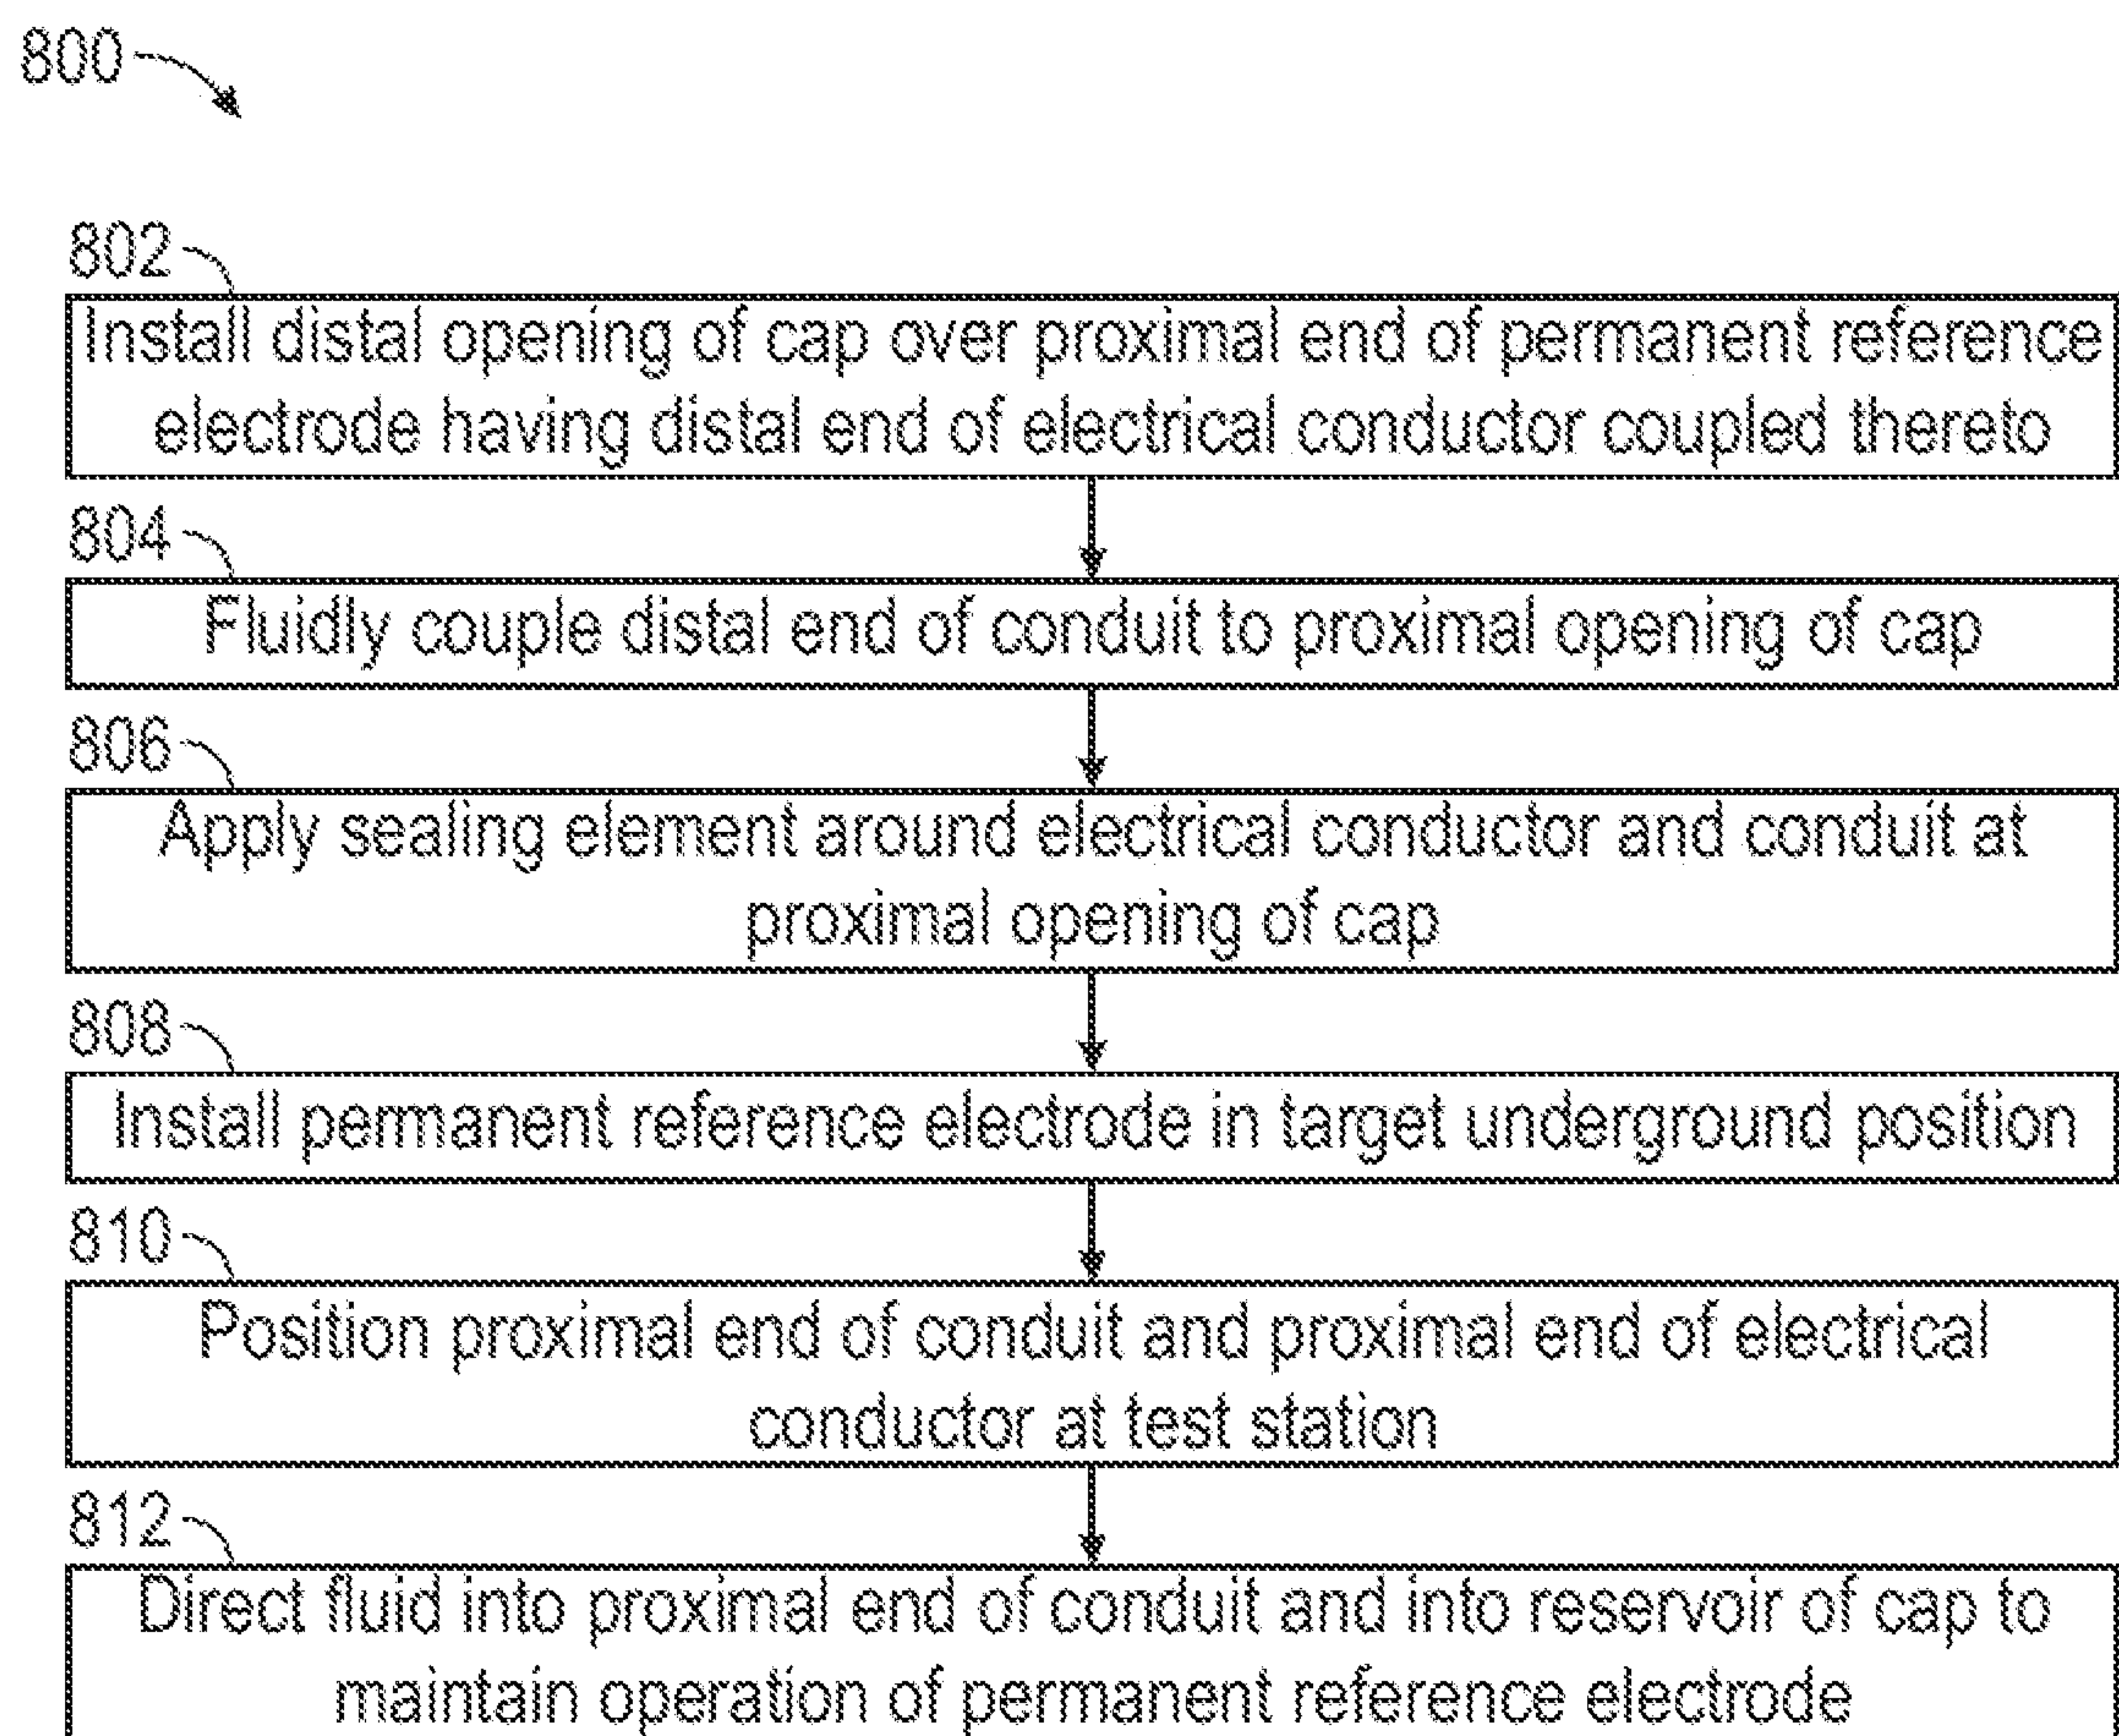 800
802
Install distal opening of cap over proximal end of permanent reference
electrode having distal end of electrical conductor coupled thereto
804
Fluidly couple distal end of conduit to proximal opening of cap
806
Apply sealing element around electrical conductor and conduit at
proximal opening of cap
808
Install permanent reference electrode in target underground position
810
Position proximal end of conduit and proximal end of electrical
conductor at test station
812
Direct fluid into proximal end of conduit and into reservoir of cap to
maintain operation of permanent reference electrode